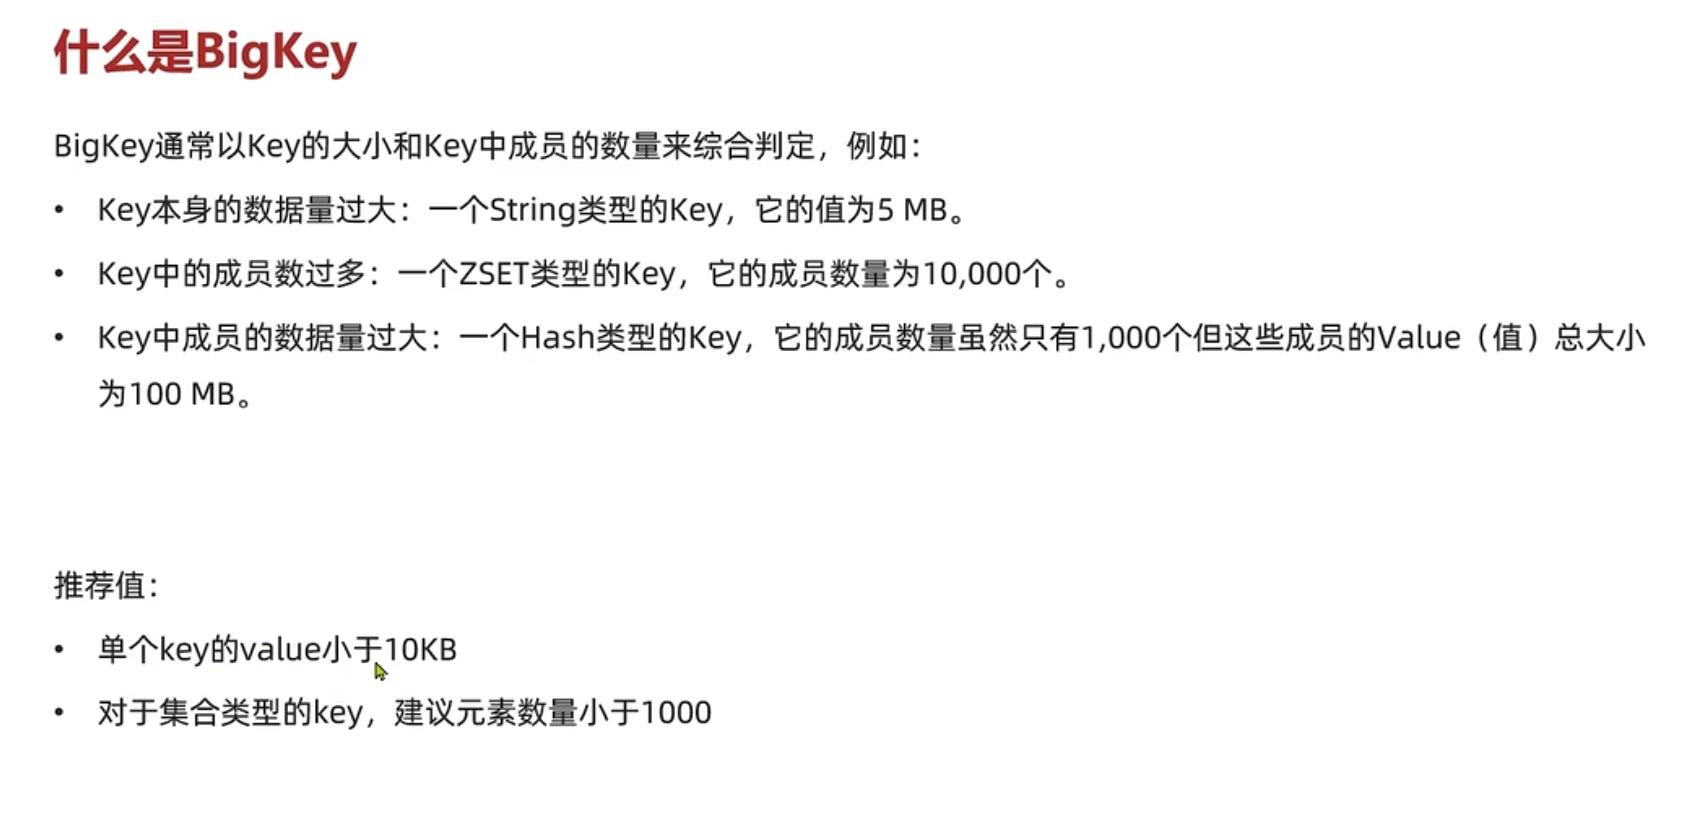 什么是BigKey
BigKey通常以Key的大小和Key中成员的数量来综合判定，例如：
• Key本身的数据量过大：一个String类型的Key，它的值为5 MB。
• Key中的成员数过多：一个ZSET类型的Key，它的成员数量为10,000个。
• Key中成员的数据量过大：一个Hash类型的Key，它的成员数量虽然只有1,000个但这些成员的Value（值）总大小
为100 MB。
推荐值：
• 单个key的value小于10KB
• 对于集合类型的key，建议元素数量小于1000